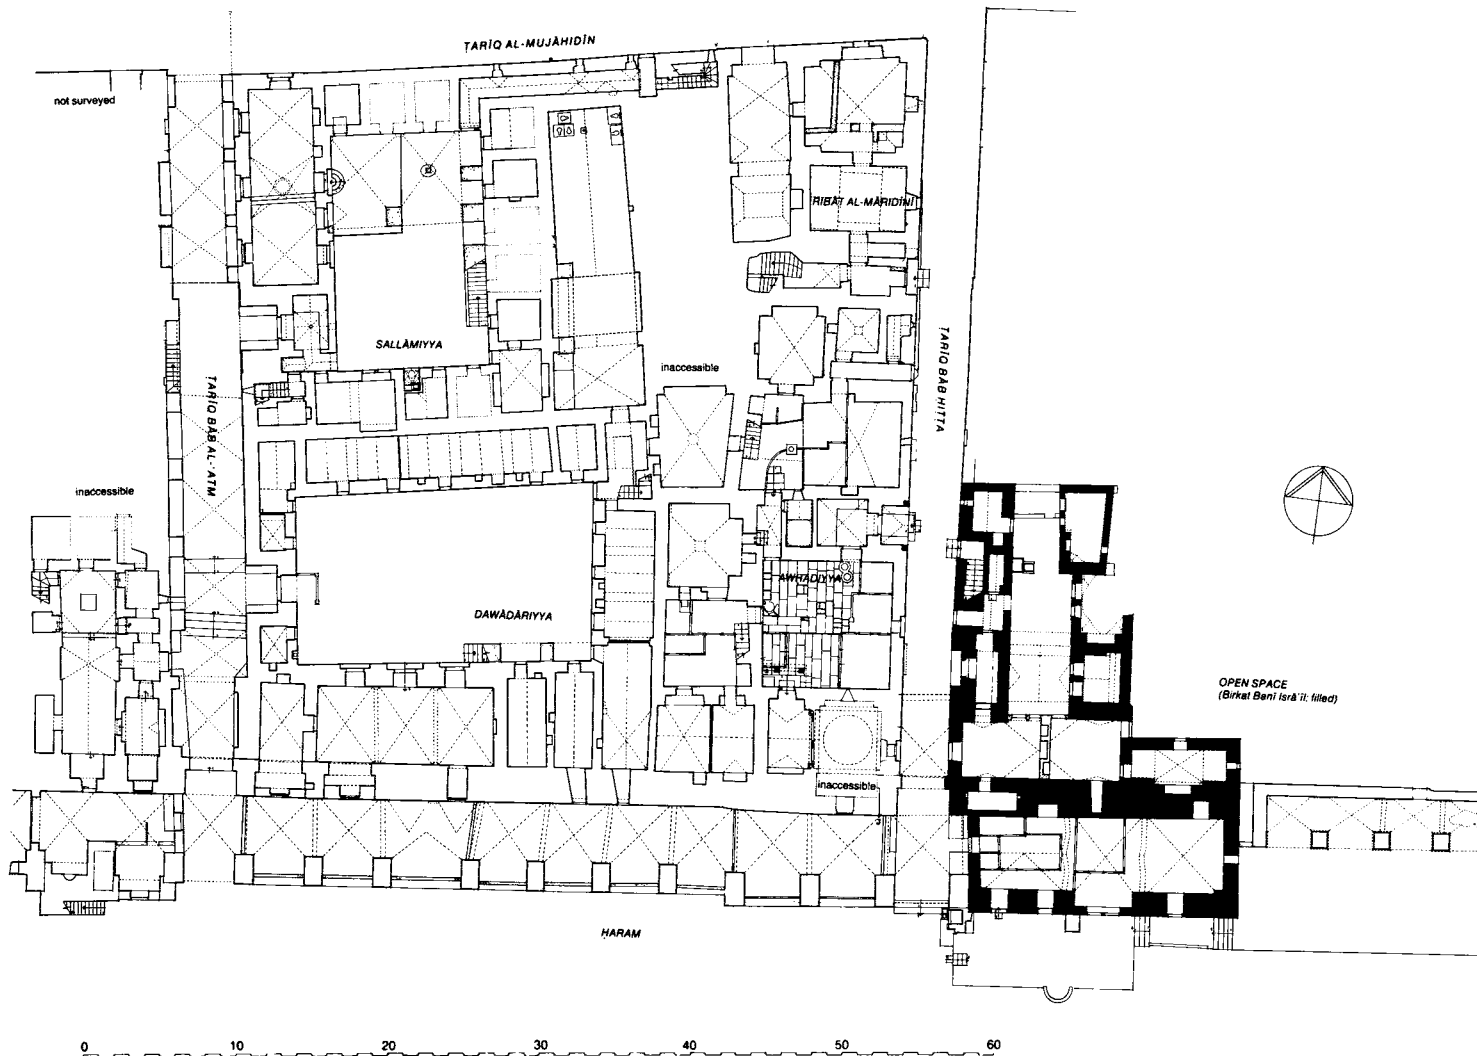 ṬARĪQ AL-MUJĀHIDĪN
not surveyed
RIBĀṬ AL-MĀRIDĪNĪ
SALLĀMIYYA
ṬARĪQ BĀB ḤIṬṬA
inaccessible
ṬARĪQ BĀB AL-ʿATM
inaccessible
AWḤADIYYA
DAWĀDĀRIYYA
OPEN SPACE
(Birkat Banī Isrāʾīl: filled)
inaccessible
ḤARAM
0 10 20 30 40 50 60